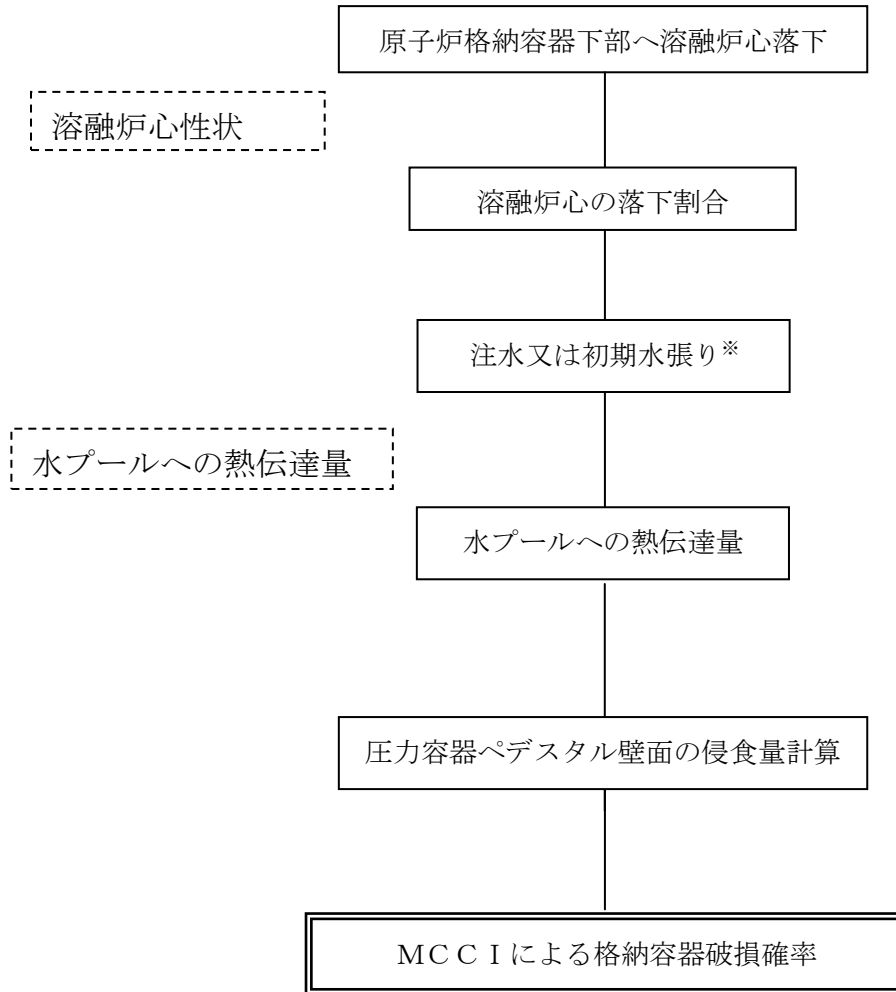 原子炉格納容器下部へ溶融炉心落下
溶融炉心性状
溶融炉心の落下割合
注水又は初期水張り※
水プールへの熱伝達量
水プールへの熱伝達量
圧力容器ペデスタル壁面の侵食量計算
ＭＣＣＩによる格納容器破損確率